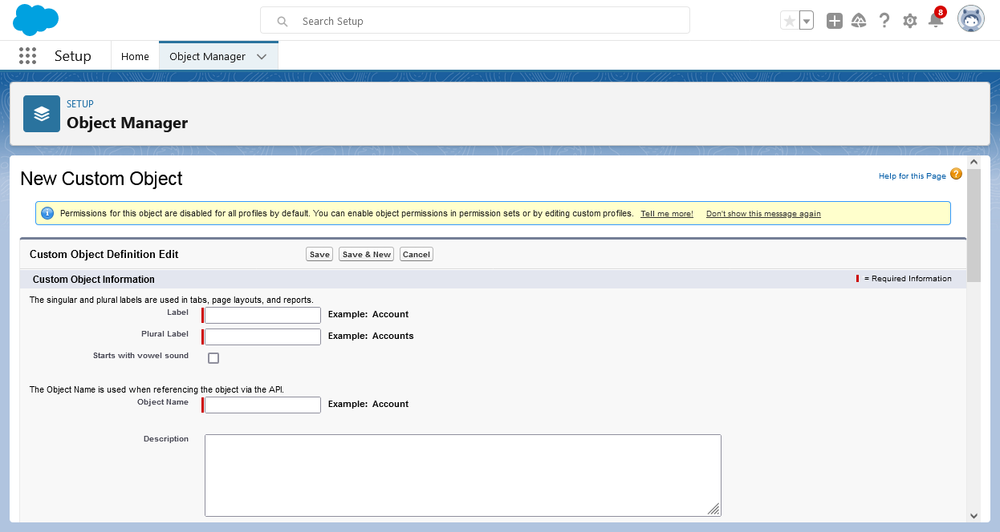 Search Setup
8
Setup
Home
Object Manager
SETUP
Object Manager
New Custom Object
Help for this Page ?
Permissions for this object are disabled for all profiles by default. You can enable object permissions in permission sets or by editing custom profiles. Tell me more! Don't show this message again
Custom Object Definition Edit
Save
Save & New
Cancel
Custom Object Information
= Required Information
The singular and plural labels are used in tabs, page layouts, and reports.
Label
Example: Account
Plural Label
Example: Accounts
Starts with vowel sound
The Object Name is used when referencing the object via the API.
Object Name
Example: Account
Description